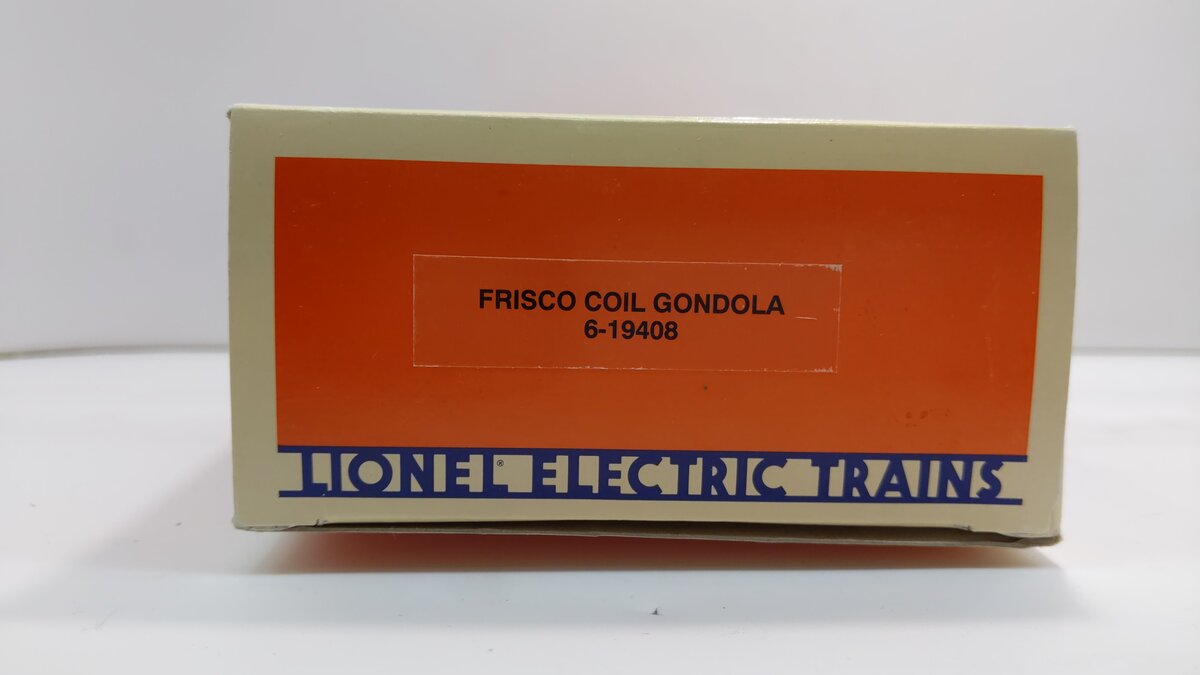 FRISCO COIL GONDOLA
6-19408
LIONEL® ELECTRIC TRAINS